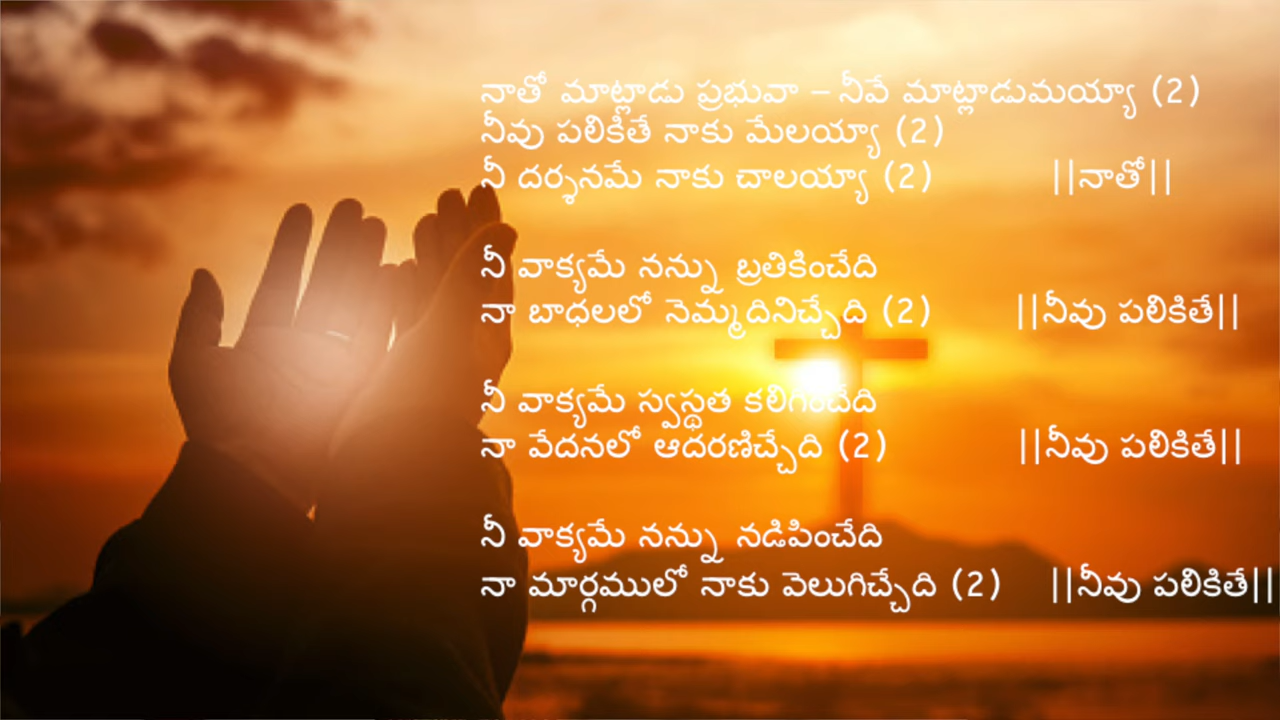 నాతో మాట్లాడు ప్రభువా – నీవే మాట్లాడుమయ్యా (2)
నీవు పలికితే నాకు మేలయ్యా (2)
నీ దర్శనమే నాకు చాలయ్యా (2) ||నాతో||
నీ వాక్యమే నన్ను బ్రతికించేది
నా బాధలలో నెమ్మదినిచ్చేది (2) ||నీవు పలికితే||
నీ వాక్యమే స్వస్థత కలిగించేది
నా వేదనలో ఆదరణిచ్చేది (2) ||నీవు పలికితే||
నీ వాక్యమే నన్ను నడిపించేది
నా మార్గములో నాకు వెలుగిచ్చేది (2) ||నీవు పలికితే||